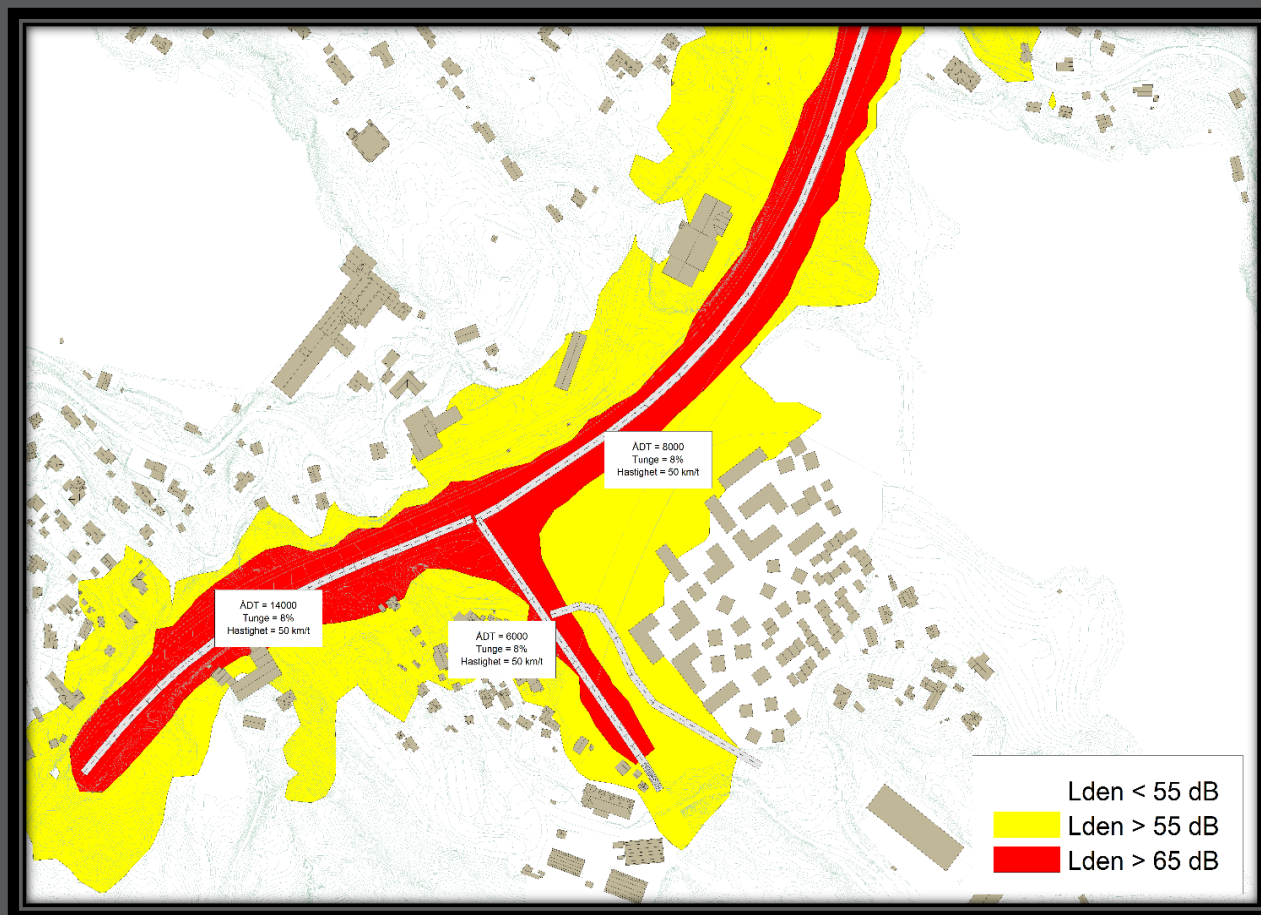 ÅDT = 8000
Tunge = 8%
Hastighet = 50 km/t
ÅDT = 14000
Tunge = 8%
Hastighet = 50 km/t
ÅDT = 6000
Tunge = 8%
Hastighet = 50 km/t
Lden < 55 dB
Lden > 55 dB
Lden > 65 dB